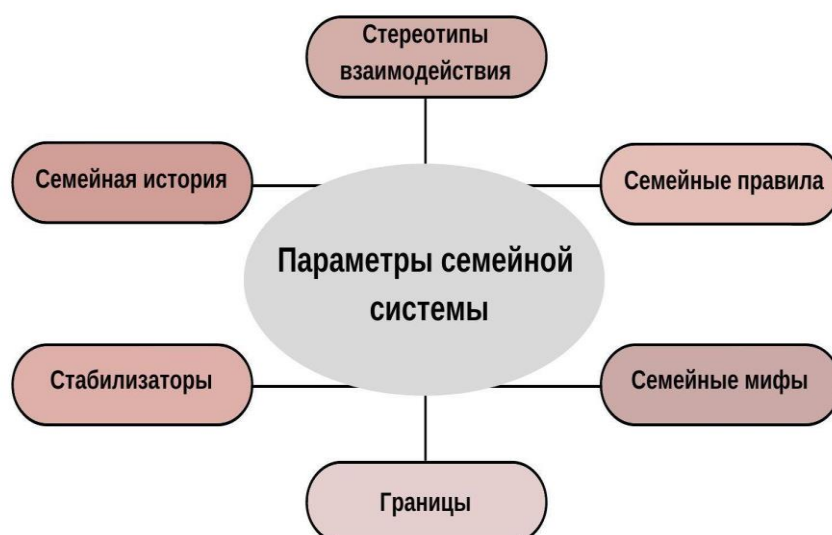 Стереотипы
взаимодействия
Семейная история
Семейные правила
Параметры семейной
системы
Стабилизаторы
Семейные мифы
Границы